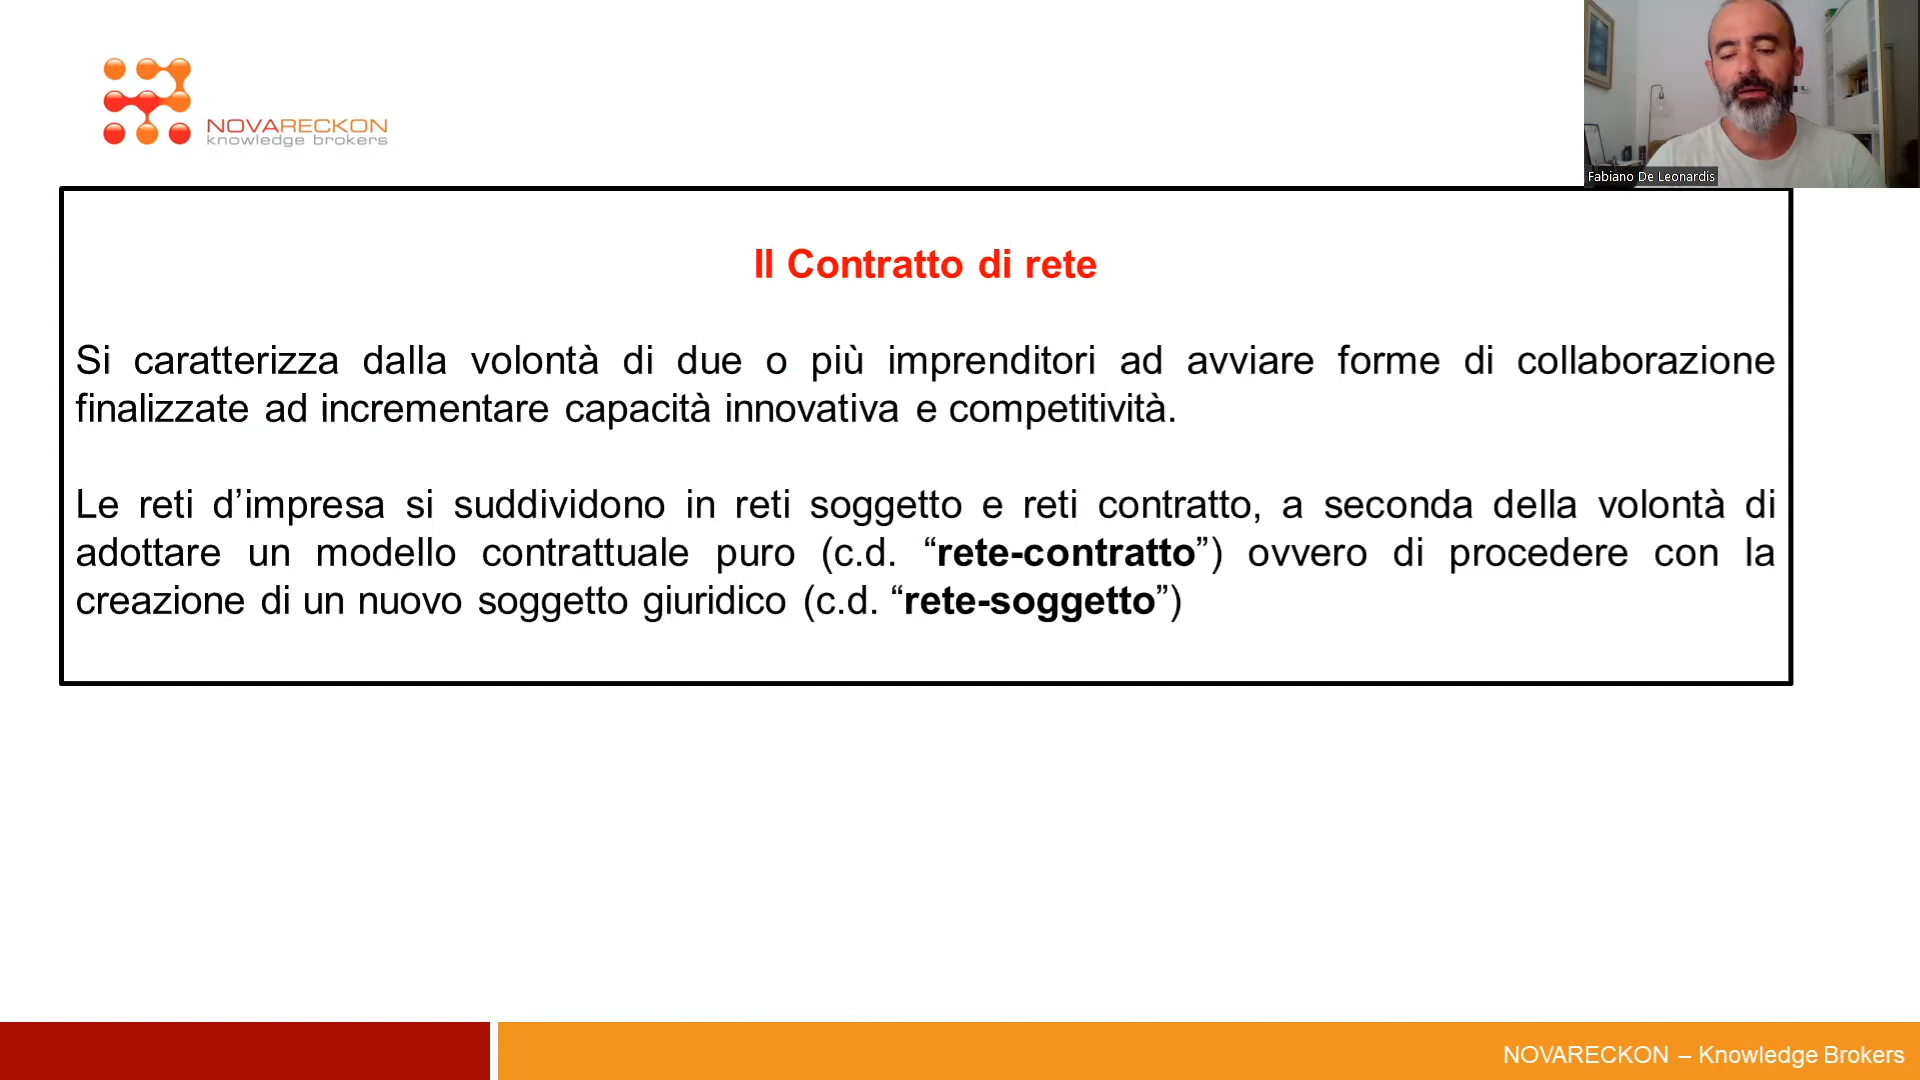 NOVARECKON
knowledge brokers
Fabiano De Leonardis
Il Contratto di rete
Si caratterizza dalla volontà di due o più imprenditori ad avviare forme di collaborazione
finalizzate ad incrementare capacità innovativa e competitività.
Le reti d’impresa si suddividono in reti soggetto e reti contratto, a seconda della volontà di
adottare un modello contrattuale puro (c.d. “rete-contratto”) ovvero di procedere con la
creazione di un nuovo soggetto giuridico (c.d. “rete-soggetto”)
NOVARECKON – Knowledge Brokers